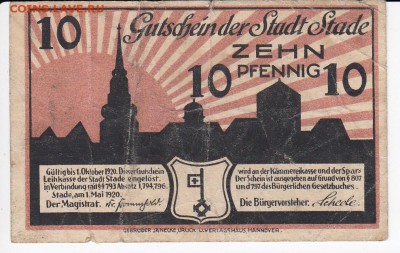 СОИНС.LAVE.RU
Gutschein der Stadt Stade
10
ZEHN
10 PFENNIG 10
Gültig bis 1. Oktober 1920. Dieser Gutschein
Leihkasse der Stadt Stade eingelöst.
in Verbindung mit §§ 793 Absatz 1, 794, 796
Stade, am 1. Mai 1920.
Der Magistrat.
wird an der Kämmereikasse und der Spar-
Der Schein ist ausgegeben auf Grund von § 807
und 797 des Bürgerlichen Gesetzbuches.
Die Bürgervorsteher.
GEBRÜDER JÄNECKE DRUCK U. VERLAGSHAUS HANNOVER.